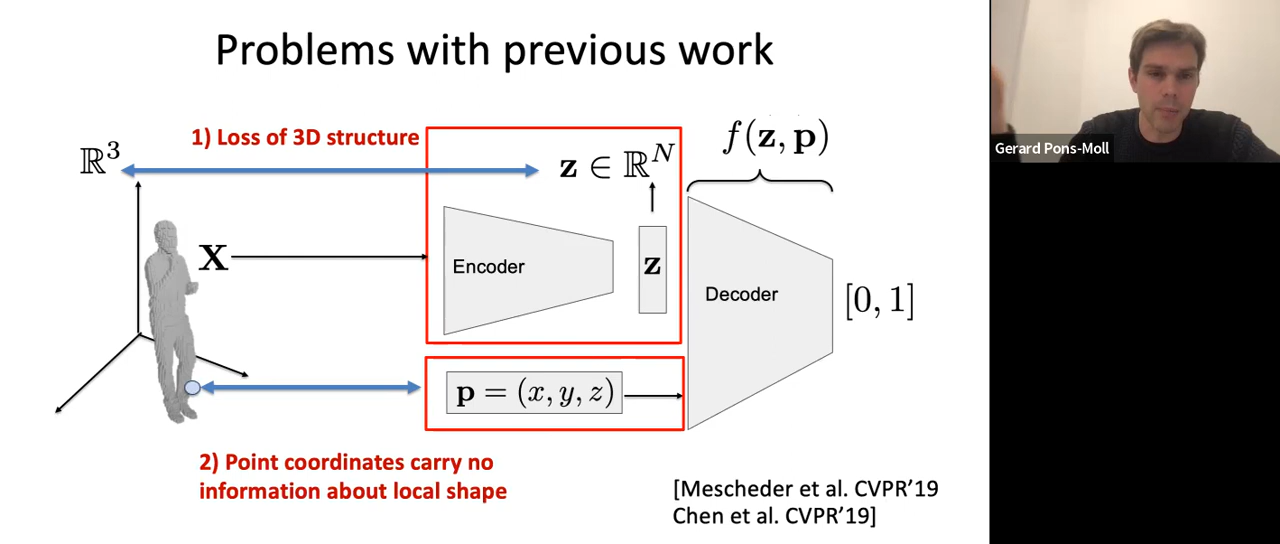 Problems with previous work
1) Loss of 3D structure
ℝ³
z ∈ ℝᴺ
f(z, p)
X
Encoder
z
Decoder
[0, 1]
p = (x, y, z)
2) Point coordinates carry no
information about local shape
[Mescheder et al. CVPR’19
Chen et al. CVPR’19]
Gerard Pons-Moll